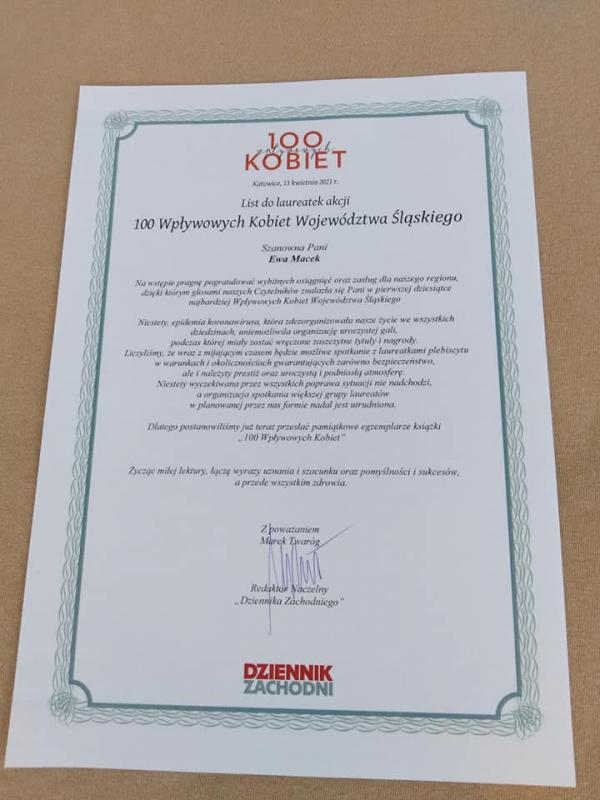 100
wpływowych
KOBIET
Katowice, 13 kwietnia 2021 r.
List do laureatek akcji
100 Wpływowych Kobiet Województwa Śląskiego
Szanowna Pani
Ewa Macek
Na wstępie pragnę pogratulować wybitnych osiągnięć oraz zasług dla naszego regionu,
dzięki którym głosami naszych Czytelników znalazła się Pani w pierwszej dziesiątce
najbardziej Wpływowych Kobiet Województwa Śląskiego
Niestety, epidemia koronawirusa, która zdezorganizowała nasze życie we wszystkich
dziedzinach, uniemożliwiła organizację uroczystej gali,
podczas której miały zostać wręczone zaszczytne tytuły i nagrody.
Liczyliśmy, że wraz z mijającym czasem będzie możliwe spotkanie z laureatkami plebiscytu
w warunkach i okolicznościach gwarantujących zarówno bezpieczeństwo,
ale i należyty prestiż oraz uroczystą i podniosłą atmosferę.
Niestety wyczekiwana przez wszystkich poprawa sytuacji nie nadchodzi,
a organizacja spotkania większej grupy laureatów
w planowanej przez nas formie nadal jest utrudniona.
Dlatego postanowiliśmy już teraz przesłać pamiątkowe egzemplarze książki
„100 Wpływowych Kobiet”
Życząc miłej lektury, łączę wyrazy uznania i szacunku oraz pomyślności i sukcesów,
a przede wszystkim zdrowia.
Z poważaniem
Marek Twaróg
Redaktor Naczelny
„Dziennika Zachodniego”
DZIENNIK
ZACHODNI